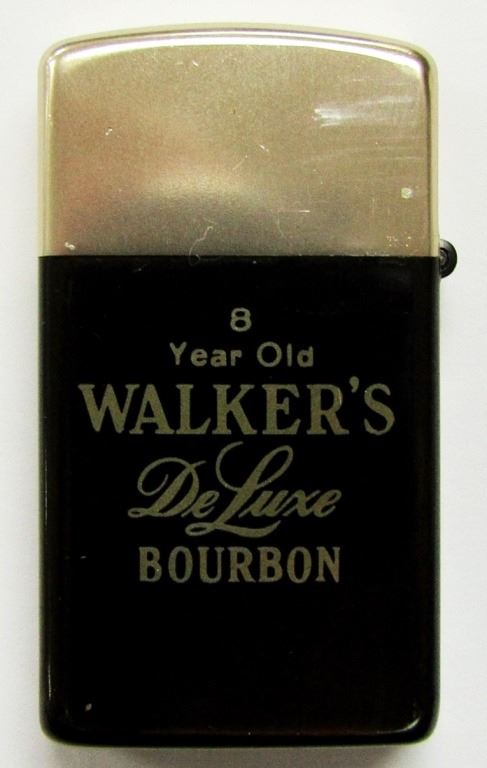 8
Year Old
WALKER'S
De Luxe
BOURBON